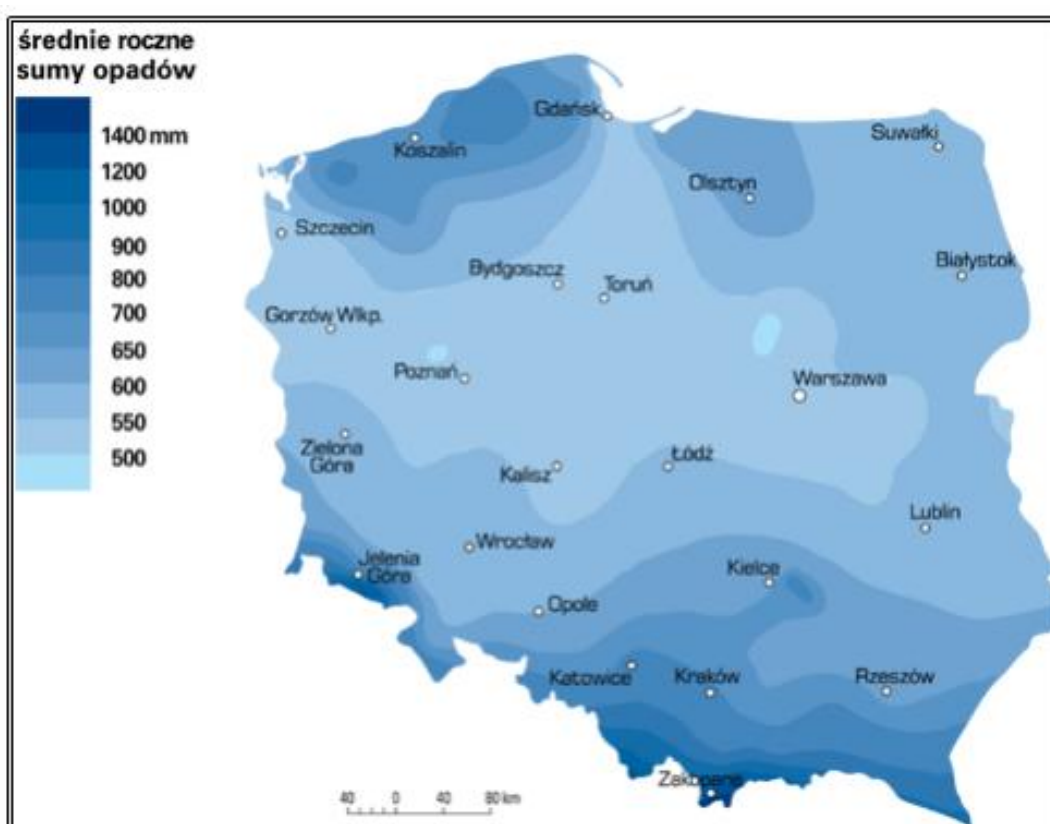 średnie roczne
sumy opadów
1400 mm
1200
1000
900
800
700
650
600
550
500
Gdańsk
Koszalin
Suwałki
Olsztyn
Szczecin
Białystok
Bydgoszcz
Toruń
Gorzów Wlkp.
Poznań
Warszawa
Zielona
Góra
Kalisz
Łódź
Lublin
Wrocław
Jelenia
Góra
Kielce
Opole
Katowice
Kraków
Rzeszów
Zakopane
40 0 40 80 km